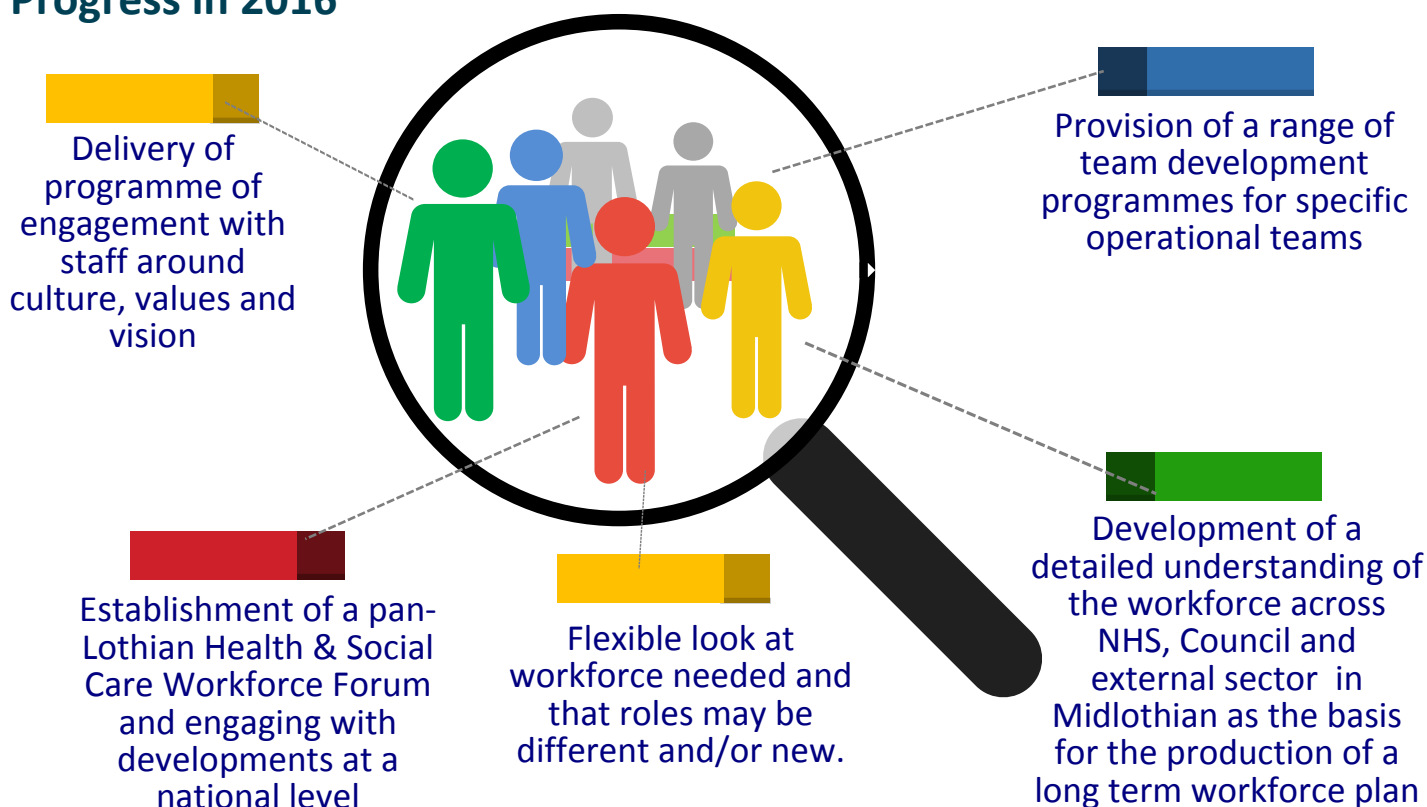 Progress in 2016
Delivery of
programme of
engagement with
staff around
culture, values and
vision
Provision of a range of
team development
programmes for specific
operational teams
Establishment of a pan-
Lothian Health & Social
Care Workforce Forum
and engaging with
developments at a
national level
Flexible look at
workforce needed and
that roles may be
different and/or new.
Development of a
detailed understanding of
the workforce across
NHS, Council and
external sector in
Midlothian as the basis
for the production of a
long term workforce plan